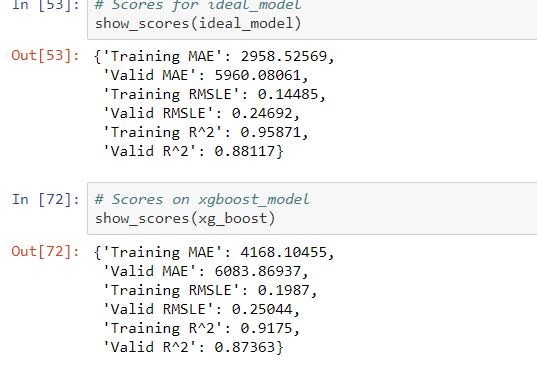 In [53]: # Scores for ideal_model
show_scores(ideal_model)
Out[53]: {'Training MAE': 2958.52569,
'Valid MAE': 5960.08061,
'Training RMSLE': 0.14485,
'Valid RMSLE': 0.24692,
'Training R^2': 0.95871,
'Valid R^2': 0.88117}
In [72]: # Scores on xgboost_model
show_scores(xg_boost)
Out[72]: {'Training MAE': 4168.10455,
'Valid MAE': 6083.86937,
'Training RMSLE': 0.1987,
'Valid RMSLE': 0.25044,
'Training R^2': 0.9175,
'Valid R^2': 0.87363}